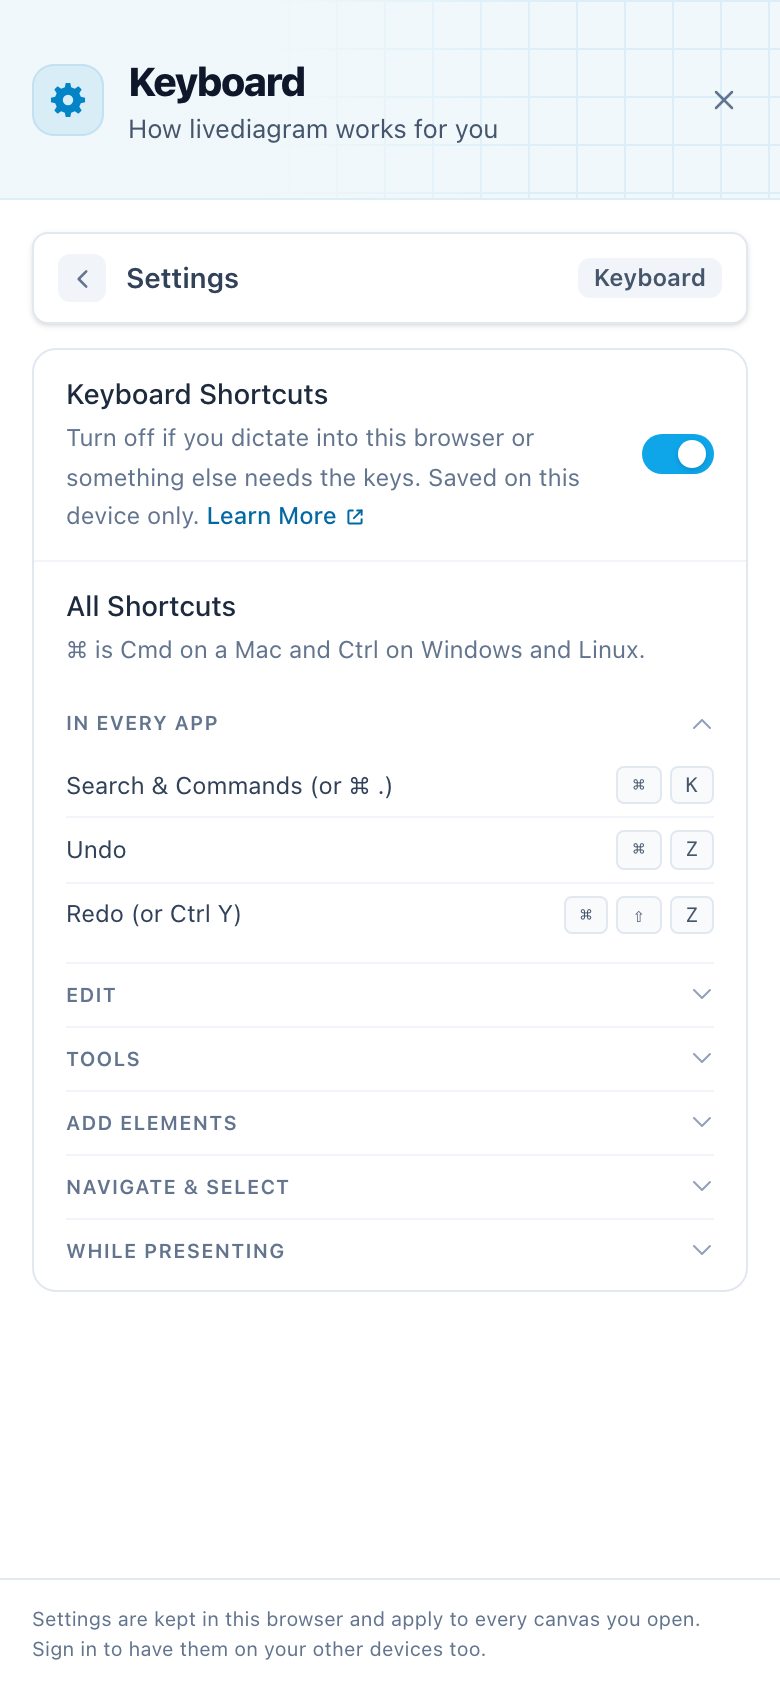 Keyboard
How livediagram works for you
Settings
Keyboard
Keyboard Shortcuts
Turn off if you dictate into this browser or
something else needs the keys. Saved on this
device only. Learn More
All Shortcuts
⌘ is Cmd on a Mac and Ctrl on Windows and Linux.
IN EVERY APP
Search & Commands (or ⌘ .) ⌘ K
Undo ⌘ Z
Redo (or Ctrl Y) ⌘ ⇧ Z
EDIT
TOOLS
ADD ELEMENTS
NAVIGATE & SELECT
WHILE PRESENTING
Settings are kept in this browser and apply to every canvas you open.
Sign in to have them on your other devices too.